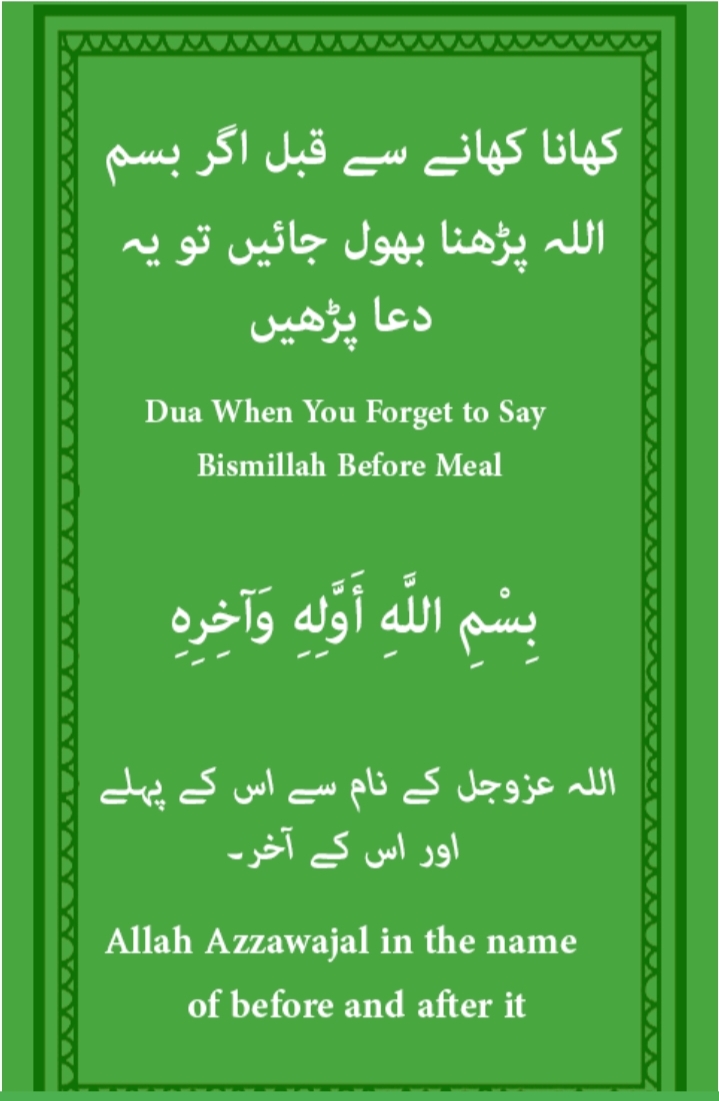 کھانا کھانے سے قبل اگر بسم
اللہ پڑھنا بھول جائیں تو یہ
دعا پڑھیں
Dua When You Forget to Say
Bismillah Before Meal
بِسْمِ اللَّهِ أَوَّلِهِ وَآخِرِهِ
اللہ عزوجل کے نام سے اس کے پہلے
اور اس کے آخر۔
Allah Azzawajal in the name
of before and after it